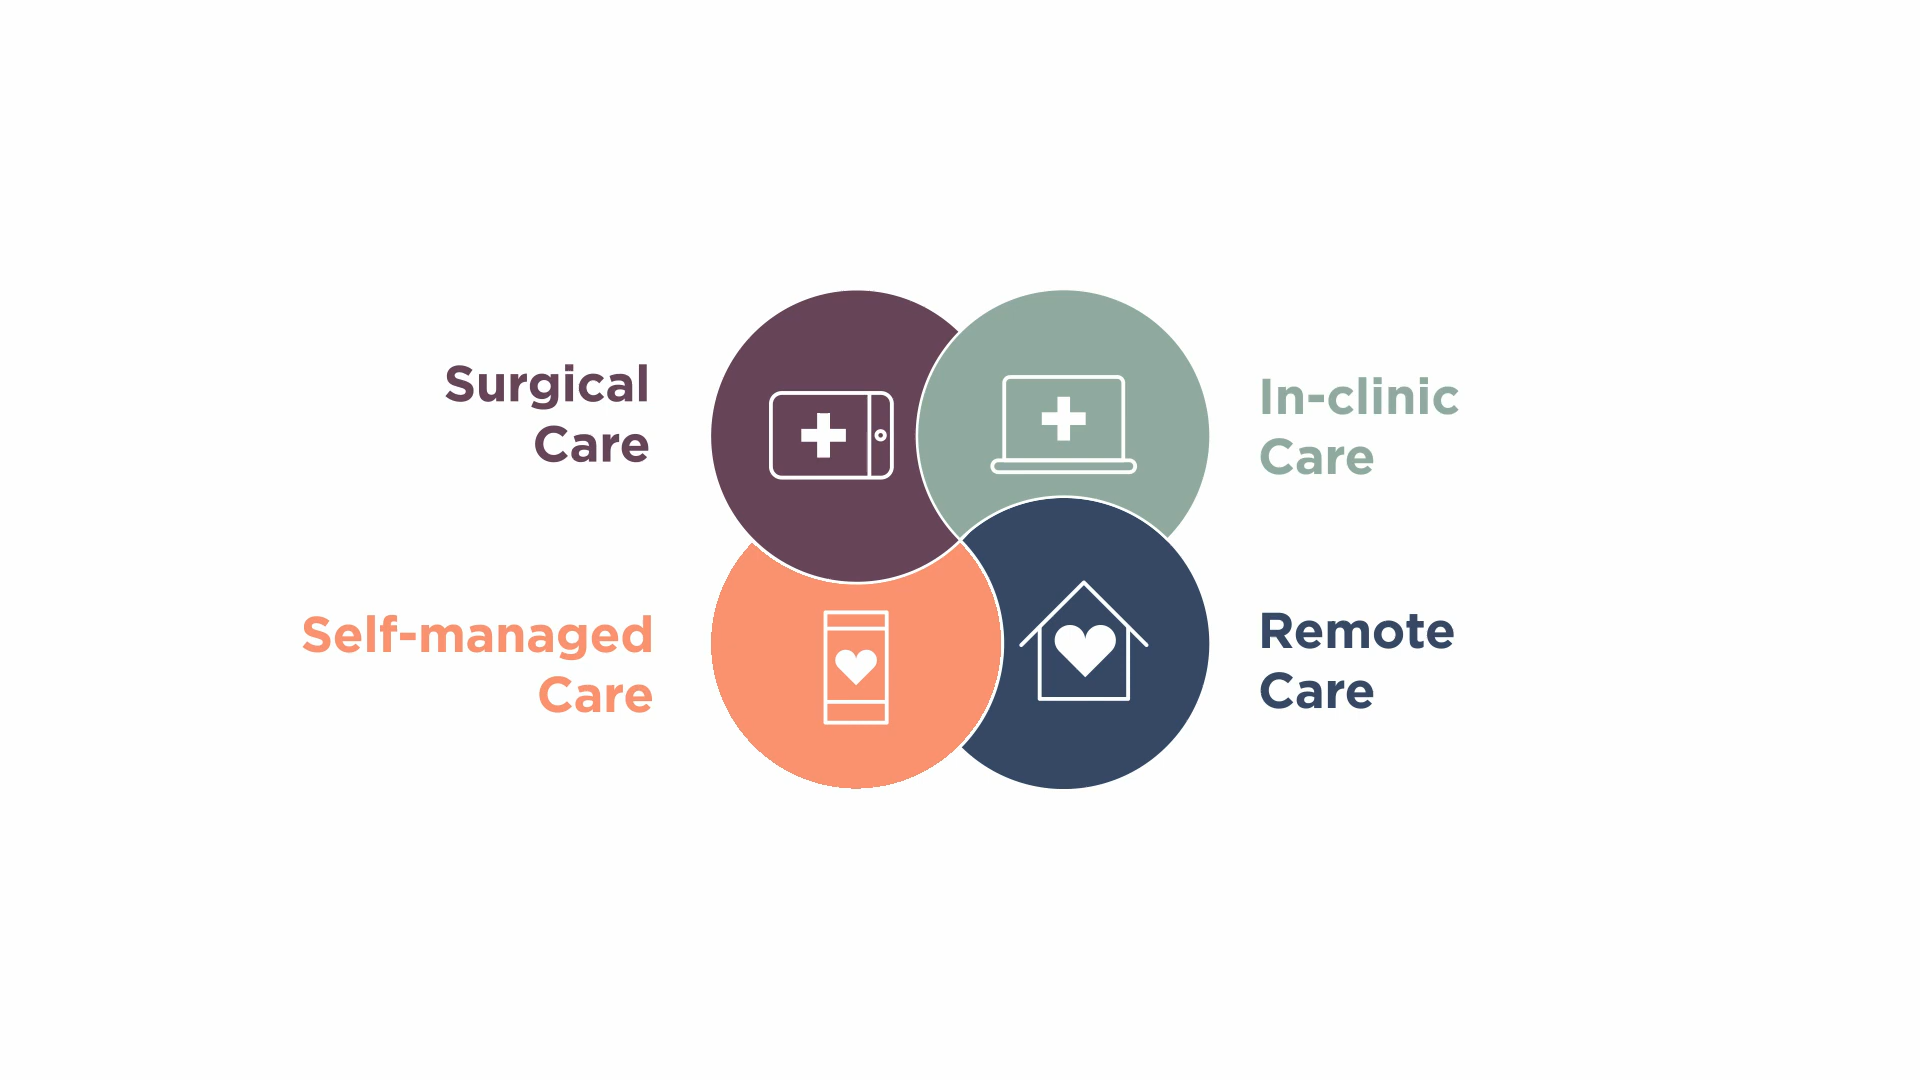 Surgical
Care
In-clinic
Care
Self-managed
Care
Remote
Care